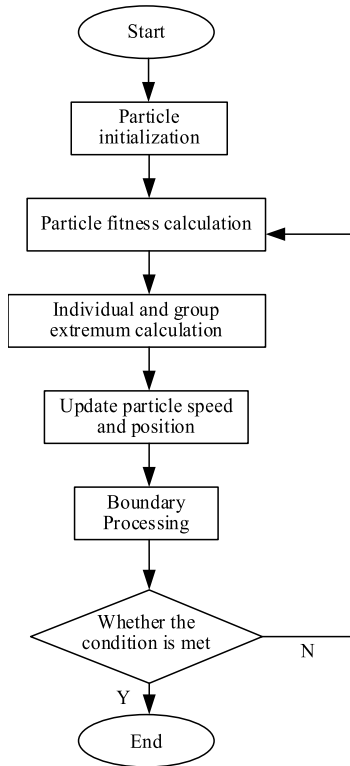 Start
Particle
initialization
Particle fitness calculation
Individual and group
extremum calculation
Update particle speed
and position
Boundary
Processing
Whether the
condition is met
N
Y
End